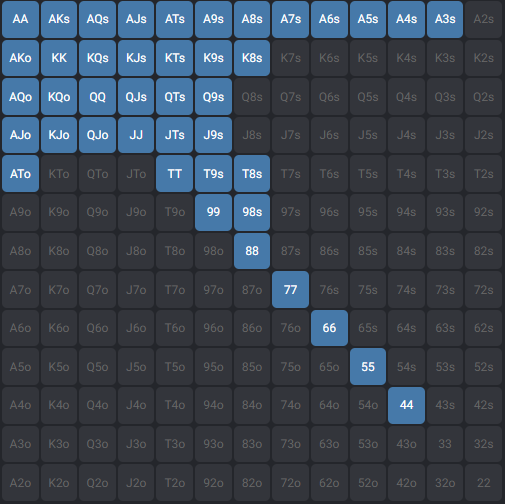 AA AKs AQs AJs ATs A9s A8s A7s A6s A5s A4s A3s A2s
AKo KK KQs KJs KTs K9s K8s K7s K6s K5s K4s K3s K2s
AQo KQo QQ QJs QTs Q9s Q8s Q7s Q6s Q5s Q4s Q3s Q2s
AJo KJo QJo JJ JTs J9s J8s J7s J6s J5s J4s J3s J2s
ATo KTo QTo JTo TT T9s T8s T7s T6s T5s T4s T3s T2s
A9o K9o Q9o J9o T9o 99 98s 97s 96s 95s 94s 93s 92s
A8o K8o Q8o J8o T8o 98o 88 87s 86s 85s 84s 83s 82s
A7o K7o Q7o J7o T7o 97o 87o 77 76s 75s 74s 73s 72s
A6o K6o Q6o J6o T6o 96o 86o 76o 66 65s 64s 63s 62s
A5o K5o Q5o J5o T5o 95o 85o 75o 65o 55 54s 53s 52s
A4o K4o Q4o J4o T4o 94o 84o 74o 64o 54o 44 43s 42s
A3o K3o Q3o J3o T3o 93o 83o 73o 63o 53o 43o 33 32s
A2o K2o Q2o J2o T2o 92o 82o 72o 62o 52o 42o 32o 22